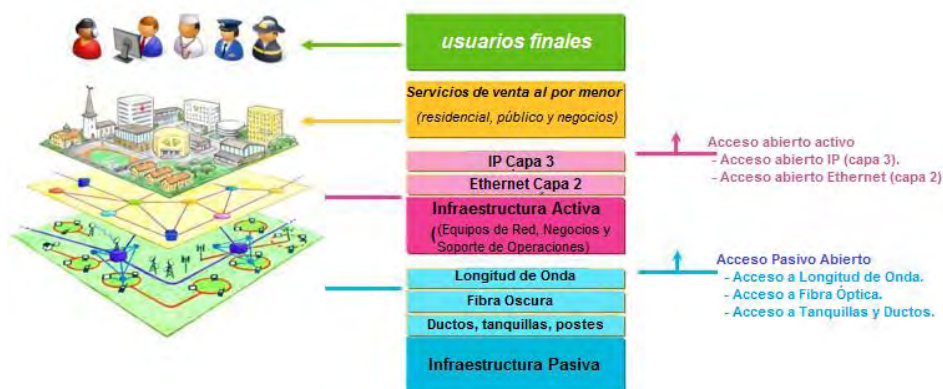 usuarios finales
Servicios de venta al por menor
(residencial, público y negocios)
IP Capa 3
Ethernet Capa 2
Infraestructura Activa
((Equipos de Red, Negocios y
Soporte de Operaciones)
Longitud de Onda
Fibra Oscura
Ductos, tanquillas, postes
Infraestructura Pasiva
Acceso abierto activo
- Acceso abierto IP (capa 3).
- Acceso abierto Ethernet (capa 2)
Acceso Pasivo Abierto
- Acceso a Longitud de Onda.
- Acceso a Fibra Óptica.
- Acceso a Tanquillas y Ductos.